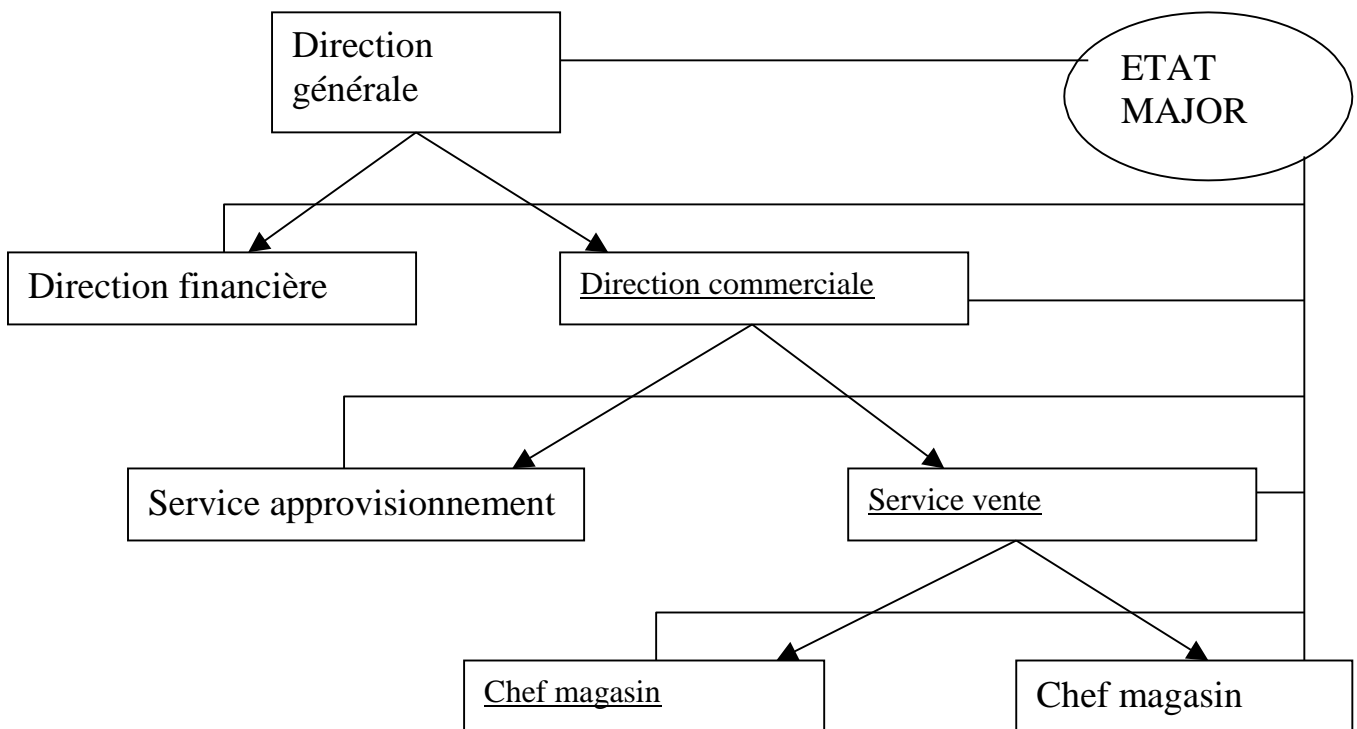 Direction
générale
ETAT
MAJOR
Direction financière
Direction commerciale
Service approvisionnement
Service vente
Chef magasin
Chef magasin